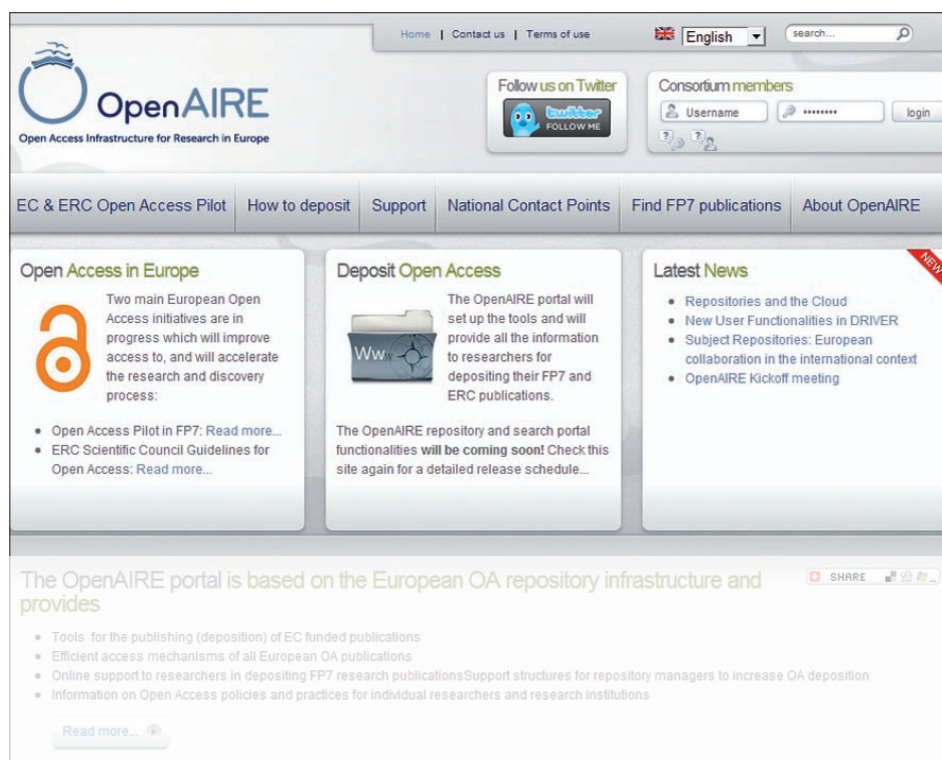 Home | Contact us | Terms of use
English
search...
OpenAIRE
Open Access Infrastructure for Research in Europe
Follow us on Twitter
twitter
FOLLOW ME
Consortium members
Username
••••••••
login
EC & ERC Open Access Pilot
How to deposit
Support
National Contact Points
Find FP7 publications
About OpenAIRE
Open Access in Europe
Two main European Open
Access initiatives are in
progress which will improve
access to, and will accelerate
the research and discovery
process:
• Open Access Pilot in FP7: Read more...
• ERC Scientific Council Guidelines for
Open Access: Read more...
Deposit Open Access
Ww
The OpenAIRE portal will
set up the tools and will
provide all the information
to researchers for
depositing their FP7 and
ERC publications.
The OpenAIRE repository and search portal
functionalities will be coming soon! Check this
site again for a detailed release schedule...
Latest News
NEW
• Repositories and the Cloud
• New User Functionalities in DRIVER
• Subject Repositories: European
collaboration in the international context
• OpenAIRE Kickoff meeting
The OpenAIRE portal is based on the European OA repository infrastructure and
provides
SHARE
...
• Tools for the publishing (deposition) of EC funded publications
• Efficient access mechanisms of all European OA publications
• Online support to researchers in depositing FP7 research publicationsSupport structures for repository managers to increase OA deposition
• Information on Open Access policies and practices for individual researchers and research institutions
Read more...